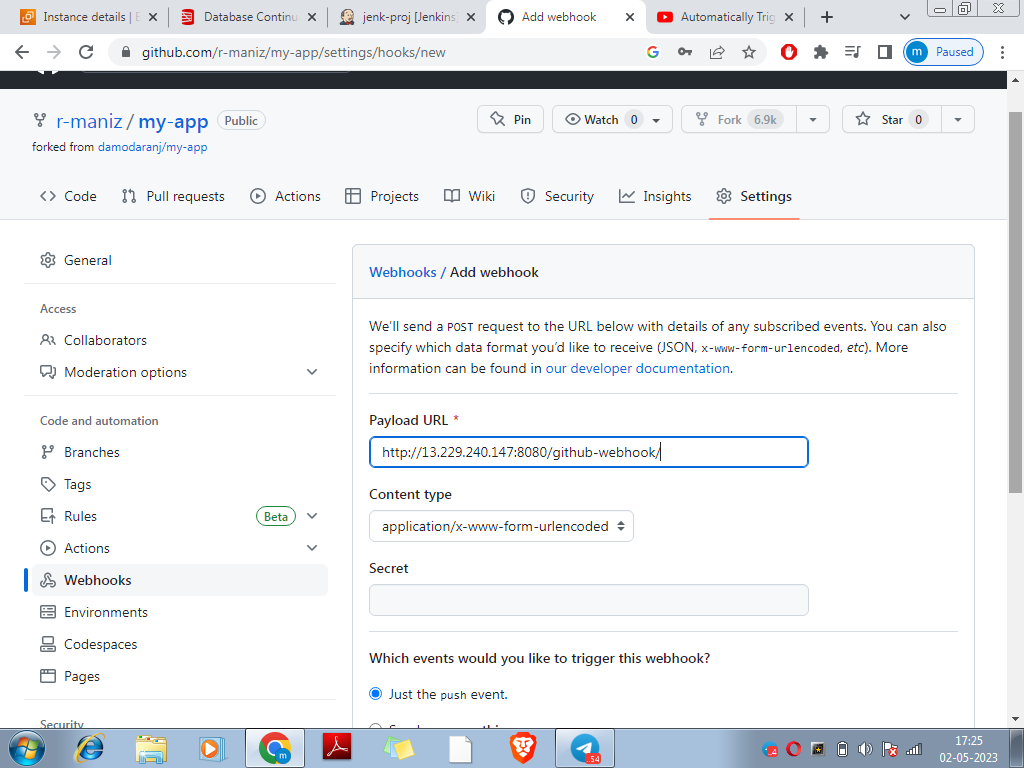 Instance details | E
Database Continu
jenk-proj [Jenkins]
Add webhook
Automatically Trig
github.com/r-maniz/my-app/settings/hooks/new
m Paused
r-maniz / my-app Public
Pin
Watch 0
Fork 6.9k
Star 0
forked from damodaranj/my-app
Code
Pull requests
Actions
Projects
Wiki
Security
Insights
Settings
General
Access
Collaborators
Moderation options
Code and automation
Branches
Tags
Rules Beta
Actions
Webhooks
Environments
Codespaces
Pages
Security
Webhooks / Add webhook
We'll send a POST request to the URL below with details of any subscribed events. You can also
specify which data format you'd like to receive (JSON, x-www-form-urlencoded, etc). More
information can be found in our developer documentation.
Payload URL *
http://13.229.240.147:8080/github-webhook/
Content type
application/x-www-form-urlencoded
Secret
Which events would you like to trigger this webhook?
Just the push event.
17:25
02-05-2023